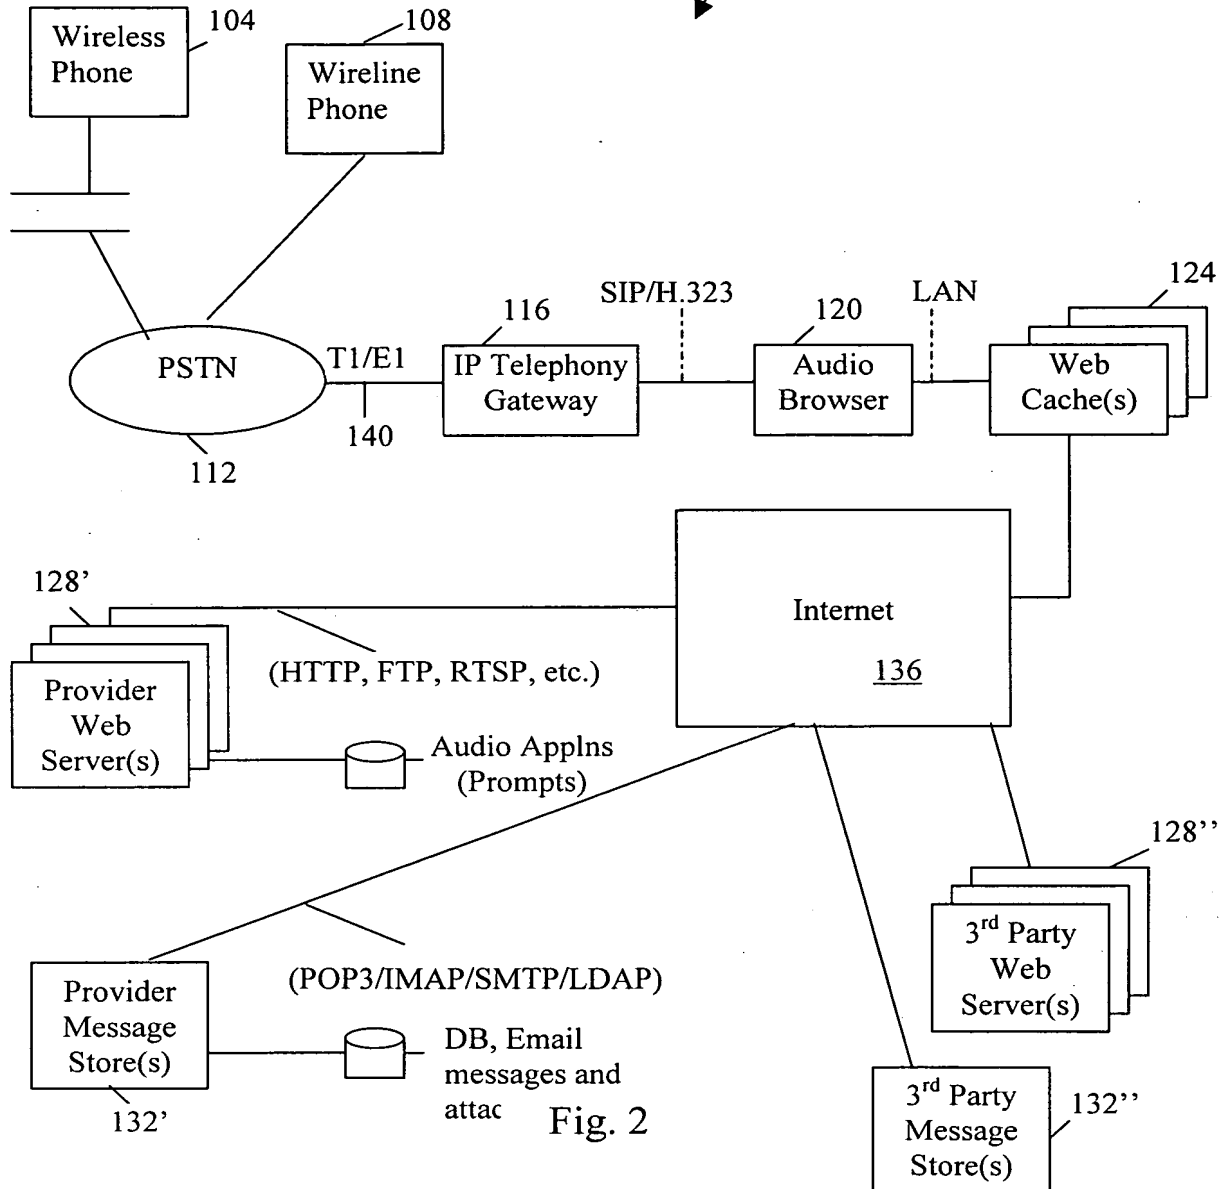 Wireless
Phone
104
108
Wireline
Phone
PSTN
112
T1/E1
140
116
IP Telephony
Gateway
SIP/H.323
120
Audio
Browser
LAN
124
Web
Cache(s)
Internet
136
128'
Provider
Web
Server(s)
(HTTP, FTP, RTSP, etc.)
Audio Applns
(Prompts)
(POP3/IMAP/SMTP/LDAP)
Provider
Message
Store(s)
132'
DB, Email
messages and
attac
128''
3rd Party
Web
Server(s)
3rd Party
Message
Store(s)
132''
Fig. 2